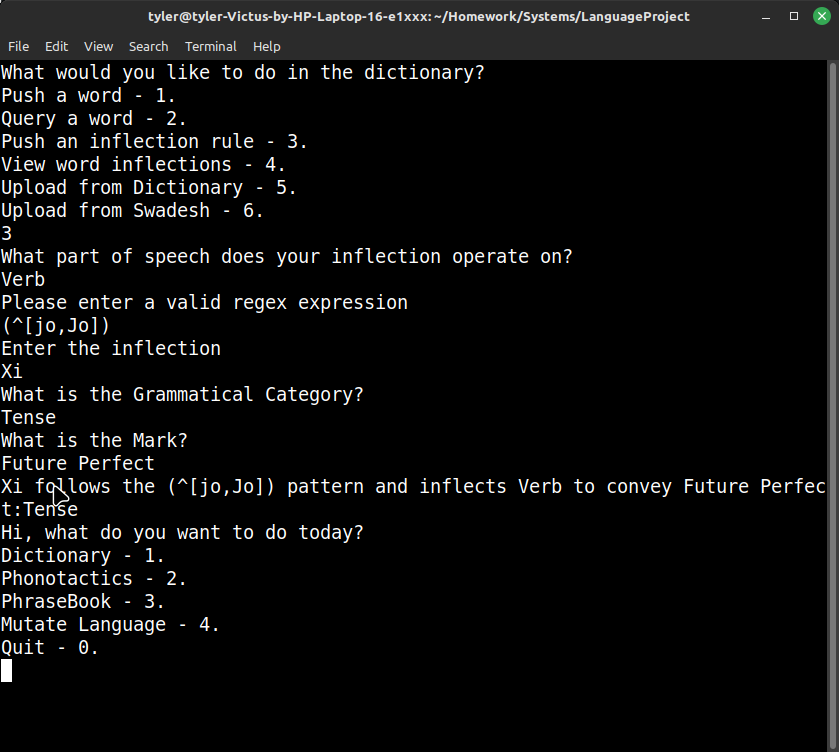 tyler@tyler-Victus-by-HP-Laptop-16-e1xxx: ~/Homework/Systems/LanguageProject
File Edit View Search Terminal Help
What would you like to do in the dictionary?
Push a word - 1.
Query a word - 2.
Push an inflection rule - 3.
View word inflections - 4.
Upload from Dictionary - 5.
Upload from Swadesh - 6.
3
What part of speech does your inflection operate on?
Verb
Please enter a valid regex expression
(^[jo,Jo])
Enter the inflection
Xi
What is the Grammatical Category?
Tense
What is the Mark?
Future Perfect
Xi follows the (^[jo,Jo]) pattern and inflects Verb to convey Future Perfec
t:Tense
Hi, what do you want to do today?
Dictionary - 1.
Phonotactics - 2.
PhraseBook - 3.
Mutate Language - 4.
Quit - 0.